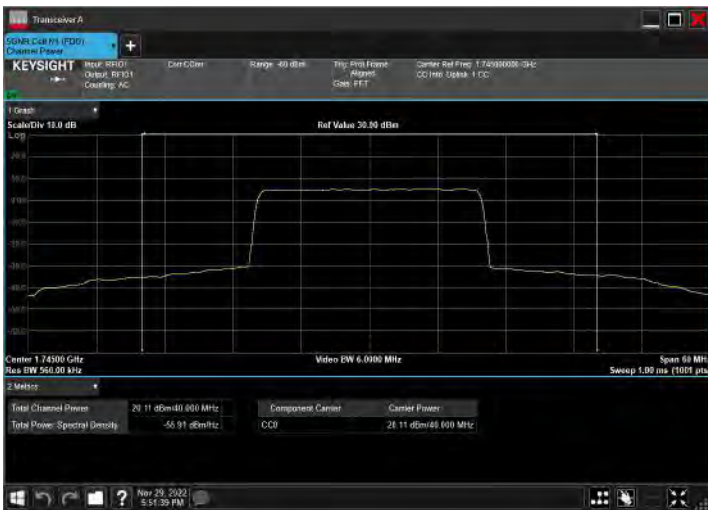 Transceiver A
5GNR Cell N1 (FDD)
Channel Power
KEYSIGHT
Input: RFIO1
Output: RFIO1
Coupling: AC
Corr CCorr
Range: -60 dBm
Trig: Prot Frame
Aligned
Gate: FFT
Carrier Ref Freq: 1.745000000 GHz
CC Info: Uplink, 1 CC
1 Graph
Scale/Div 10.0 dB
Ref Value 30.00 dBm
Log
Center 1.74500 GHz
Video BW 6.0000 MHz
Span 60 MHz
Res BW 560.00 kHz
Sweep 1.00 ms (1001 pts
2 Metrics
Total Channel Power
20.11 dBm/40.000 MHz
Total Power Spectral Density
-55.91 dBm/Hz
Component Carrier
Carrier Power
CC0
20.11 dBm/40.000 MHz
Nov 29, 2022
5:51:39 PM